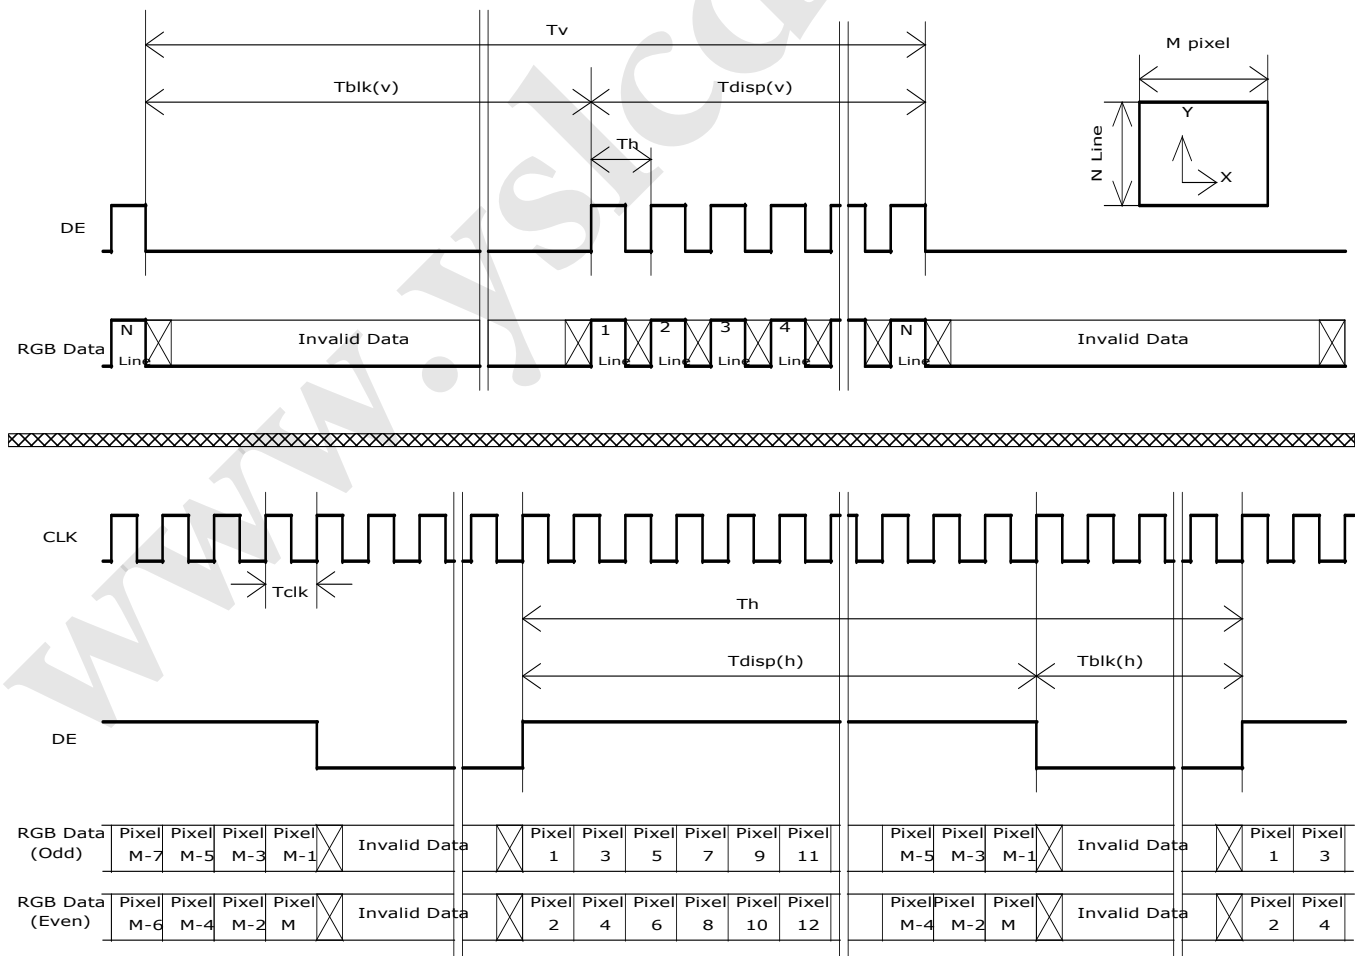 Tv
M pixel
Tblk(v) Tdisp(v)
Y
N Line
Th
X
DE
N 1 2 3 4 N
Invalid Data Invalid Data
RGB Data
Line Line Line Line Line Line
CLK
Tclk
Th
Tdisp(h) Tblk(h)
DE
RGB Data Pixel Pixel Pixel Pixel Invalid Data Pixel Pixel Pixel Pixel Pixel Pixel Pixel Pixel Pixel Invalid Data Pixel Pixel
(Odd) M-7 M-5 M-3 M-1 1 3 5 7 9 11 M-5 M-3 M-1 1 3
RGB Data Pixel Pixel Pixel Pixel Invalid Data Pixel Pixel Pixel Pixel Pixel Pixel Pixel Pixel Pixel Invalid Data Pixel Pixel
(Even) M-6 M-4 M-2 M 2 4 6 8 10 12 M-4 M-2 M 2 4
www.yslcd